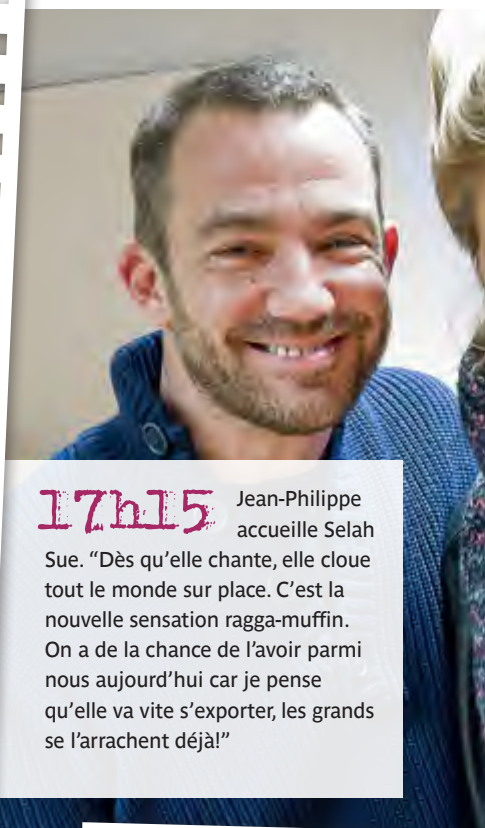 17h15 Jean-Philippe
accueille Selah
Sue. “Dès qu’elle chante, elle cloue
tout le monde sur place. C’est la
nouvelle sensation ragga-muffin.
On a de la chance de l’avoir parmi
nous aujourd’hui car je pense
qu’elle va vite s’exporter, les grands
se l’arrachent déjà!”